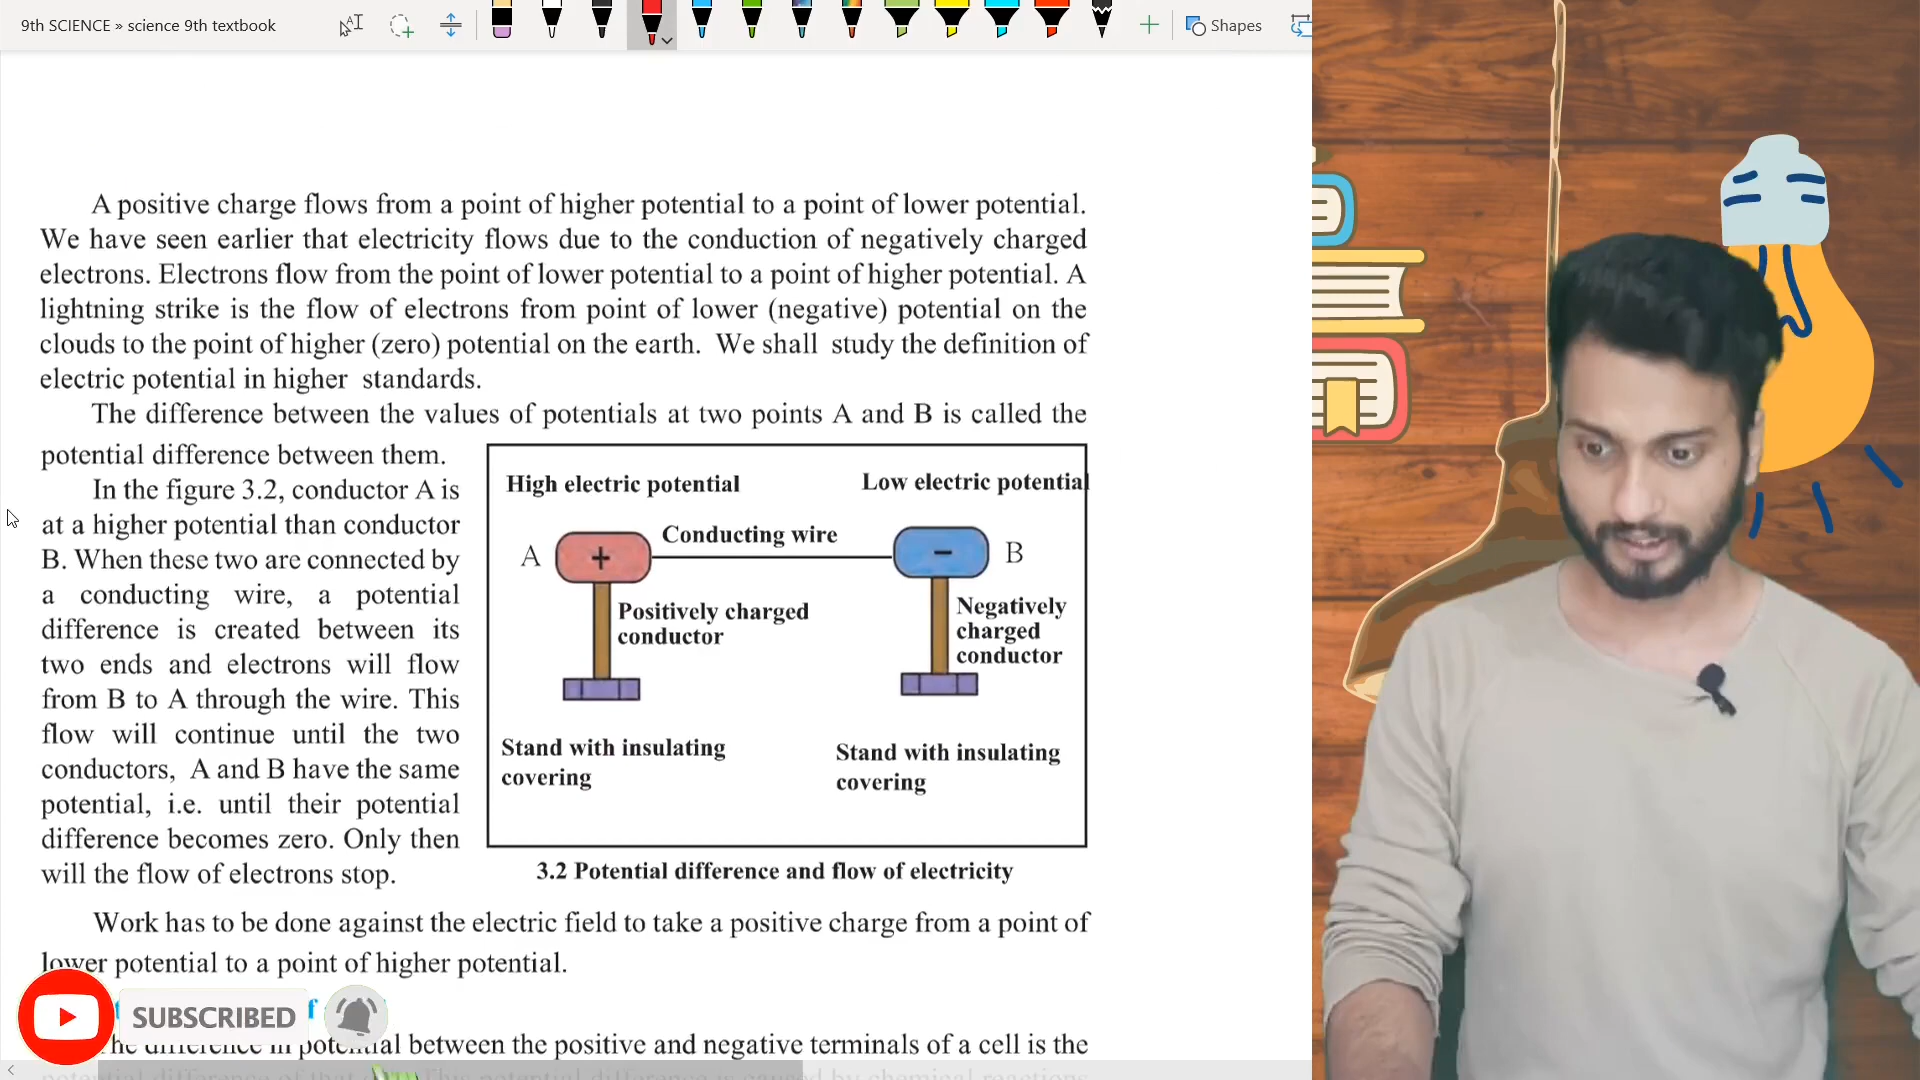 9th SCIENCE » science 9th textbook
Shapes
A positive charge flows from a point of higher potential to a point of lower potential.
We have seen earlier that electricity flows due to the conduction of negatively charged
electrons. Electrons flow from the point of lower potential to a point of higher potential. A
lightning strike is the flow of electrons from point of lower (negative) potential on the
clouds to the point of higher (zero) potential on the earth. We shall study the definition of
electric potential in higher standards.
The difference between the values of potentials at two points A and B is called the
potential difference between them.
In the figure 3.2, conductor A is
at a higher potential than conductor
B. When these two are connected by
a conducting wire, a potential
difference is created between its
two ends and electrons will flow
from B to A through the wire. This
flow will continue until the two
conductors, A and B have the same
potential, i.e. until their potential
difference becomes zero. Only then
will the flow of electrons stop.
High electric potential
Low electric potential
Conducting wire
A + − B
Positively charged
conductor
Negatively
charged
conductor
Stand with insulating
covering
Stand with insulating
covering
3.2 Potential difference and flow of electricity
Work has to be done against the electric field to take a positive charge from a point of
lower potential to a point of higher potential.
SUBSCRIBED
The difference in potential between the positive and negative terminals of a cell is the